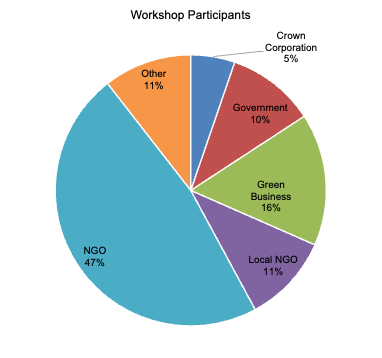 Workshop Participants
Crown
Corporation
5%
Government
10%
Green
Business
16%
Local NGO
11%
NGO
47%
Other
11%